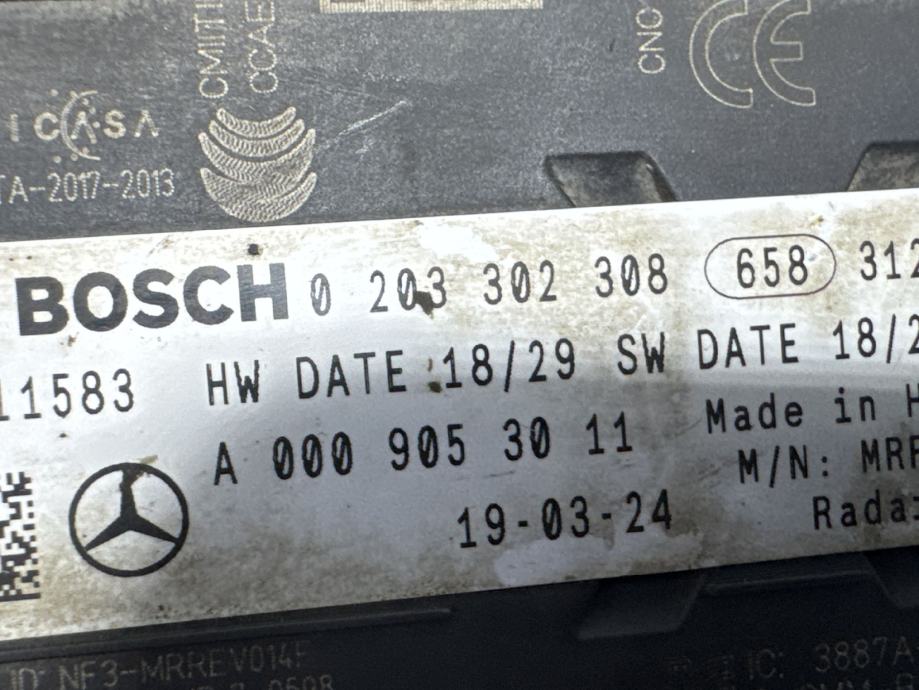 CMIIT I
CCAE
CNC
CE
ICASA
TA-2017-2013
BOSCH 0 203 302 308 658 312
11583 HW DATE 18/29 SW DATE 18/2
Made in H
A 000 905 30 11
M/N: MRR
19-03-24
Radar
ID: NF3-MRREV014F
IC: 3887A